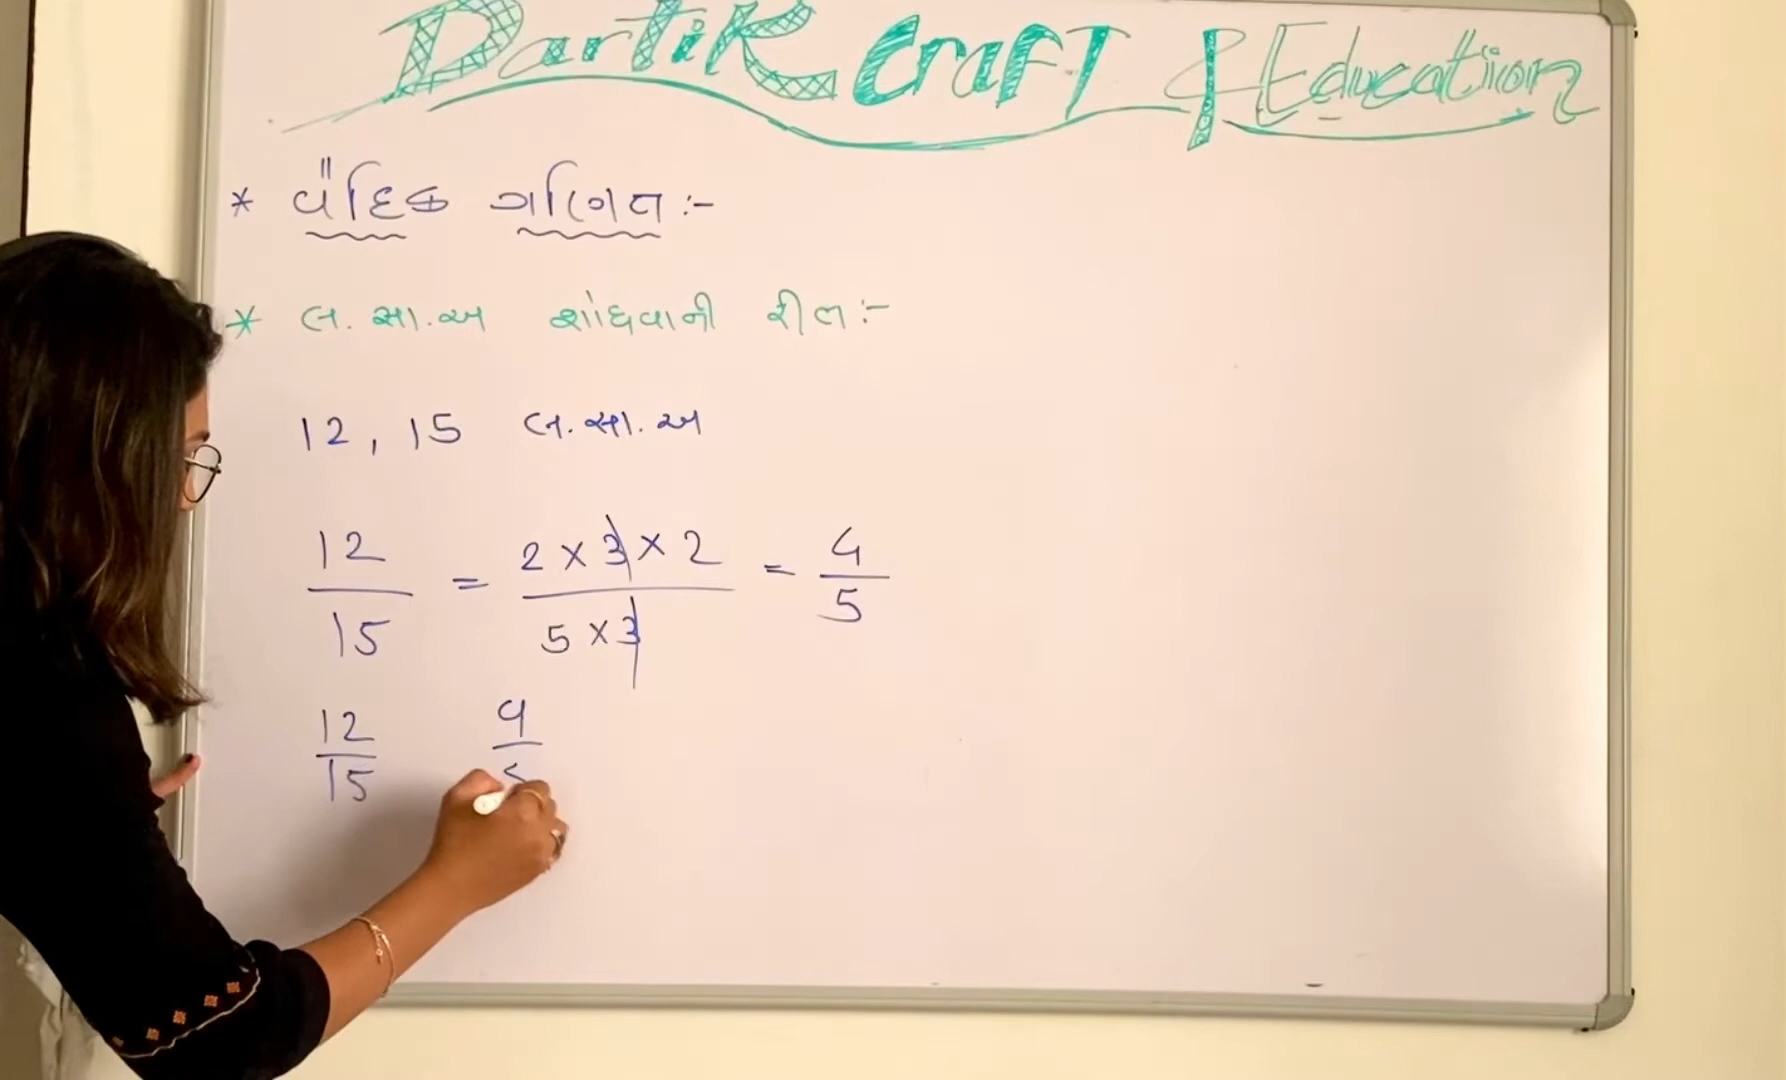 Dartik Craft & Education
* વૈદિક ગણિત :-
* લ. સા. અ શોધવાની રીત :-
12, 15 લ. સા. અ
12/15 = 2 x 3 x 2 / 5 x 3 = 4/5
12/15 4/5